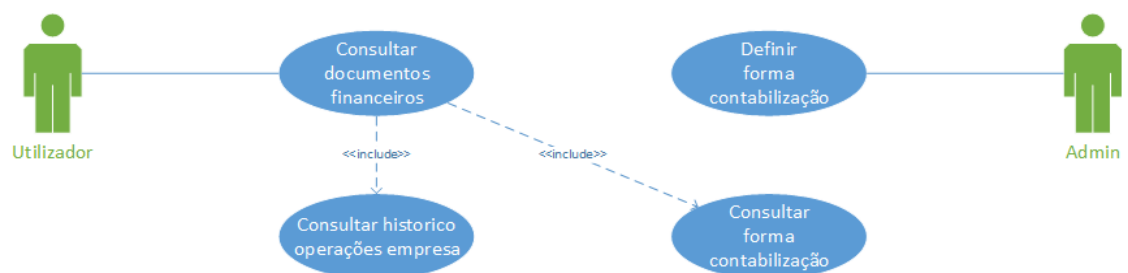 Consultar
documentos
financeiros
Definir
forma
contabilização
Utilizador
Admin
<<include>>
<<include>>
Consultar historico
operações empresa
Consultar
forma
contabilização